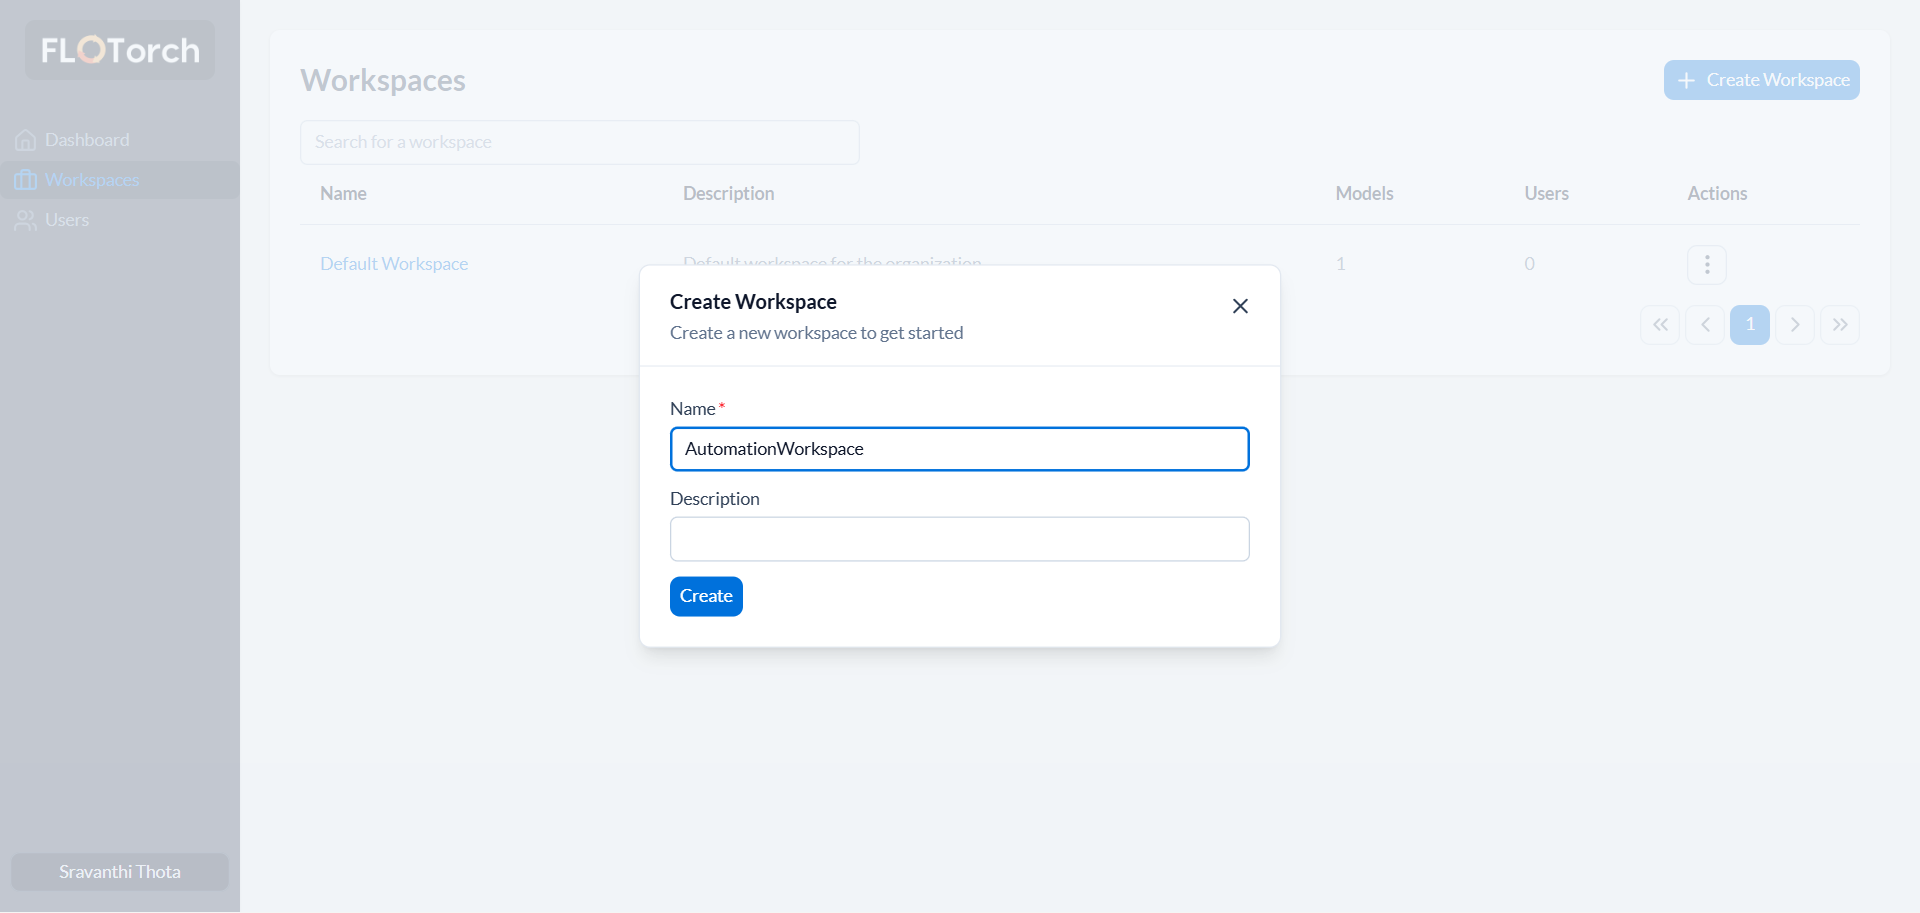 FLOTorch
Dashboard
Workspaces
Users
Sravanthi Thota
Workspaces
Create Workspace
Search for a workspace
Name Description Models Users Actions
Default Workspace Default workspace for the organization 1 0
1
Create Workspace
Create a new workspace to get started
Name*
AutomationWorkspace
Description
Create